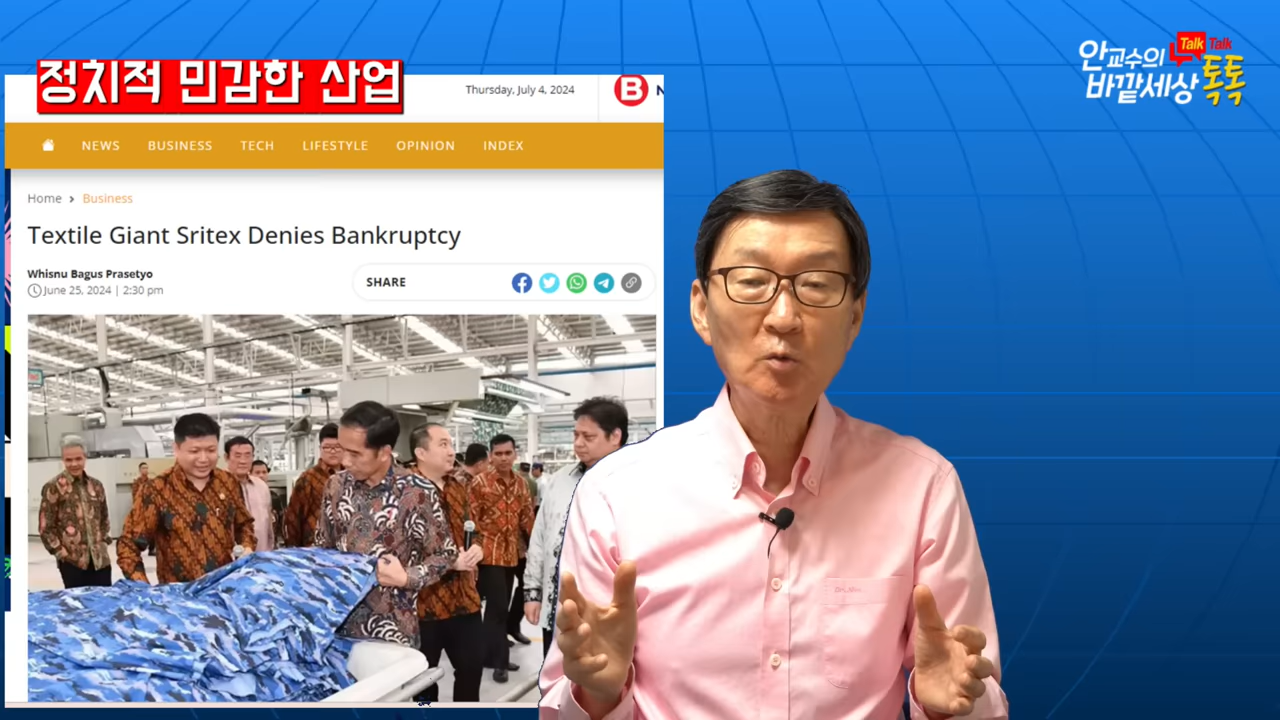 정치적 민감한 산업
Thursday, July 4, 2024
B N
NEWS BUSINESS TECH LIFESTYLE OPINION INDEX
Home > Business
Textile Giant Sritex Denies Bankruptcy
Whisnu Bagus Prasetyo
June 25, 2024 | 2:30 pm
SHARE
안교수의 Talk Talk
바깥세상 톡톡